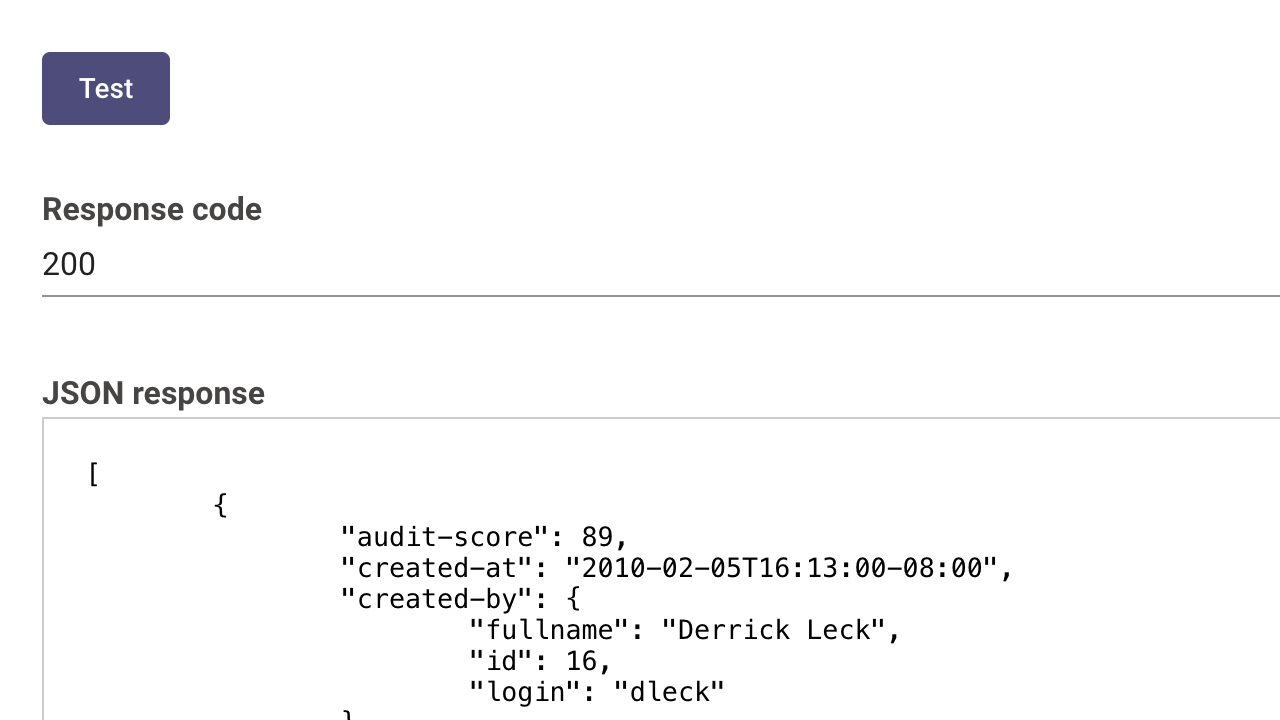 Test
Response code
200
JSON response
[
{
"audit-score": 89,
"created-at": "2010-02-05T16:13:00-08:00",
"created-by": {
"fullname": "Derrick Leck",
"id": 16,
"login": "dleck"
}